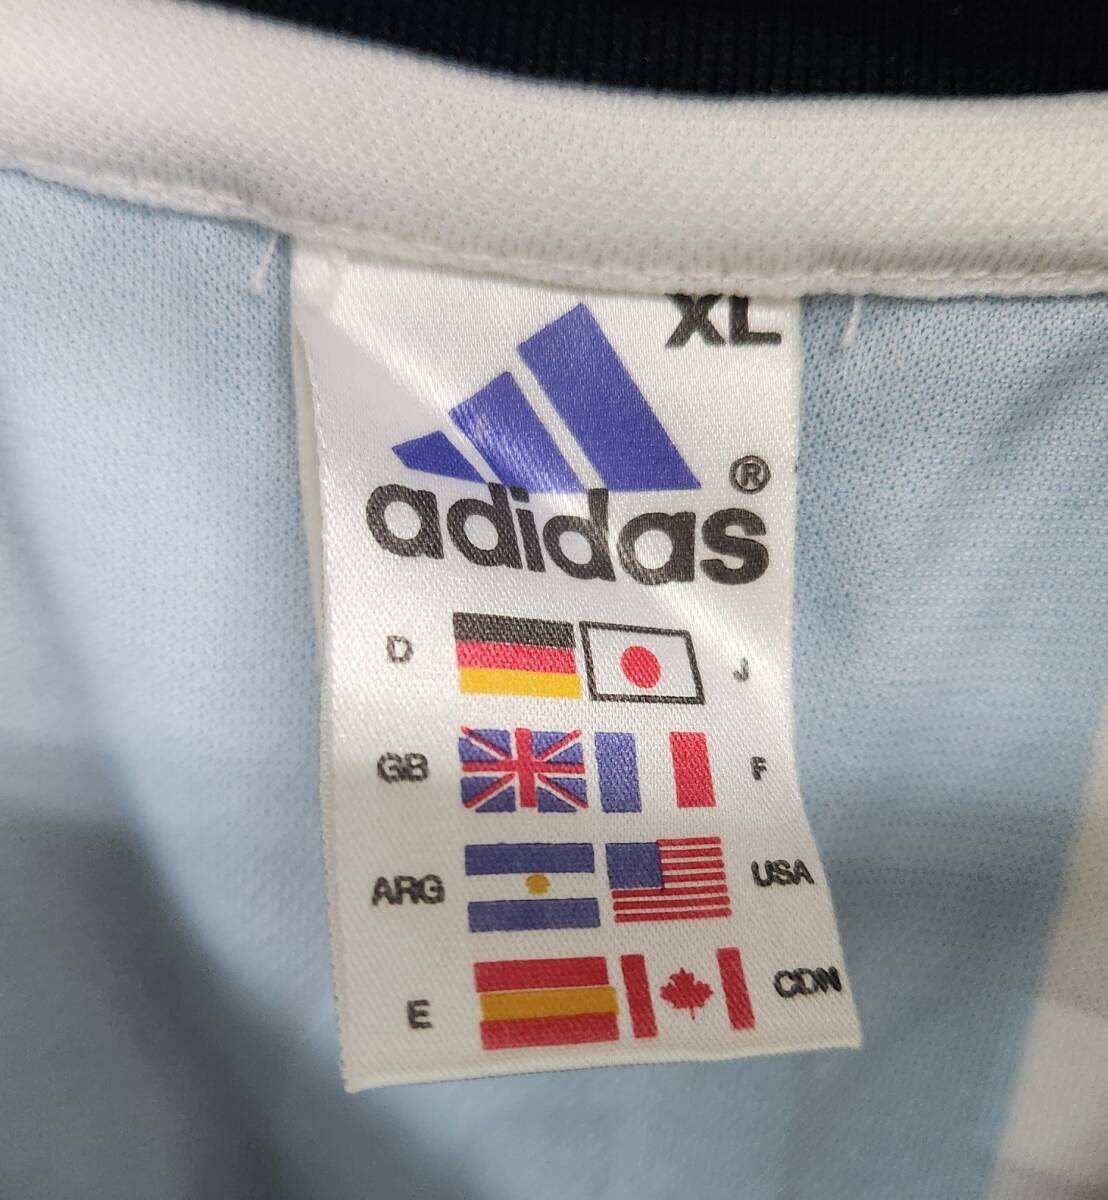 XL
adidas®
D J
GB F
ARG USA
E CDN